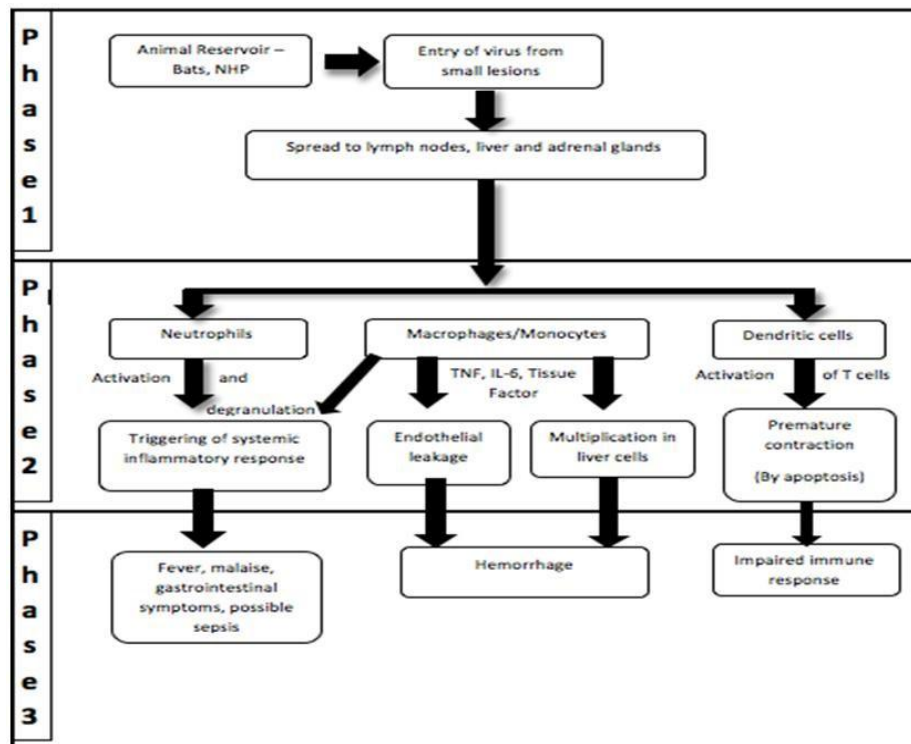 Phase1
Animal Reservoir –
Bats, NHP
Entry of virus from
small lesions
Spread to lymph nodes, liver and adrenal glands
Phase2
Neutrophils
Macrophages/Monocytes
Dendritic cells
Activation and
degranulation
TNF, IL-6, Tissue
Factor
Activation of T cells
Triggering of systemic
inflammatory response
Endothelial
leakage
Multiplication in
liver cells
Premature
contraction
(By apoptosis)
Phase3
Fever, malaise,
gastrointestinal
symptoms, possible
sepsis
Hemorrhage
Impaired immune
response